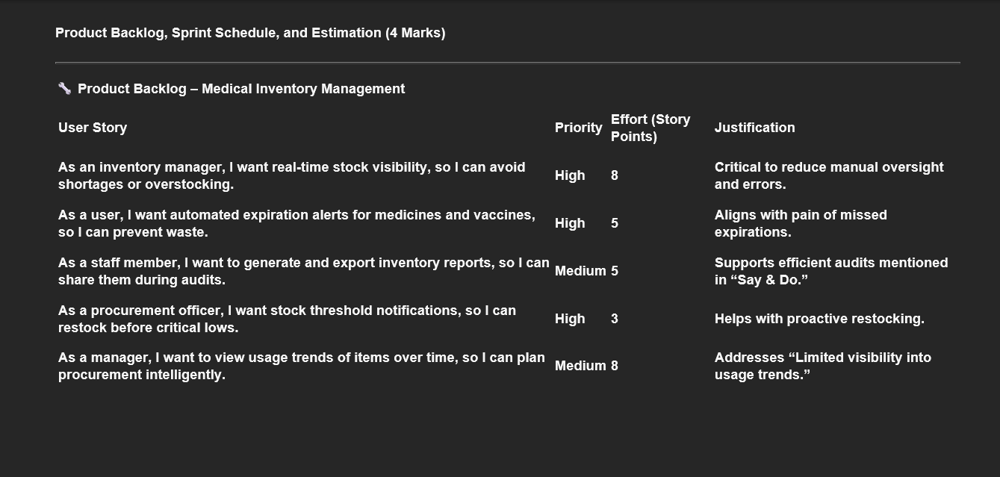 Product Backlog, Sprint Schedule, and Estimation (4 Marks)
🔧 Product Backlog – Medical Inventory Management
User Story
Priority
Effort (Story
Points)
Justification
As an inventory manager, I want real-time stock visibility, so I can avoid
shortages or overstocking.
High
8
Critical to reduce manual oversight
and errors.
As a user, I want automated expiration alerts for medicines and vaccines,
so I can prevent waste.
High
5
Aligns with pain of missed
expirations.
As a staff member, I want to generate and export inventory reports, so I can
share them during audits.
Medium
5
Supports efficient audits mentioned
in “Say & Do.”
As a procurement officer, I want stock threshold notifications, so I can
restock before critical lows.
High
3
Helps with proactive restocking.
As a manager, I want to view usage trends of items over time, so I can plan
procurement intelligently.
Medium
8
Addresses “Limited visibility into
usage trends.”